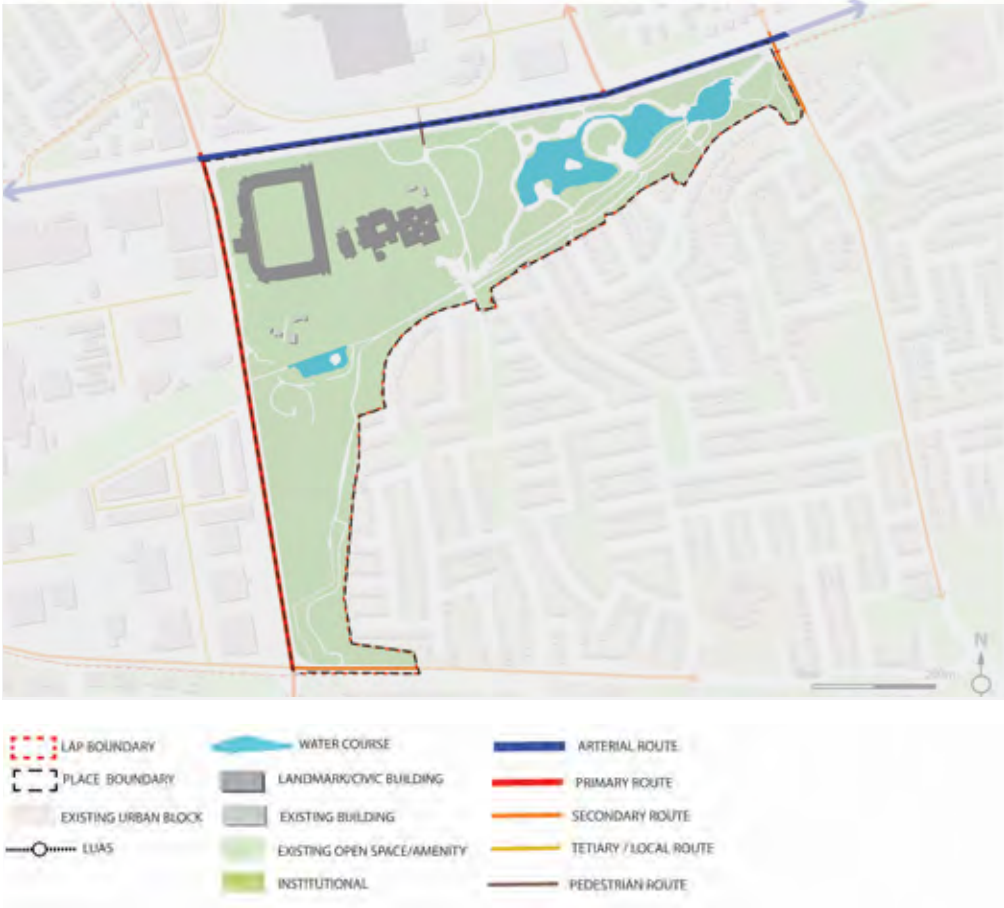 N
200m
LAP BOUNDARY
PLACE BOUNDARY
EXISTING URBAN BLOCK
LUAS
WATER COURSE
LANDMARK/CIVIC BUILDING
EXISTING BUILDING
EXISTING OPEN SPACE/AMENITY
INSTITUTIONAL
ARTERIAL ROUTE
PRIMARY ROUTE
SECONDARY ROUTE
TETIARY / LOCAL ROUTE
PEDESTRIAN ROUTE